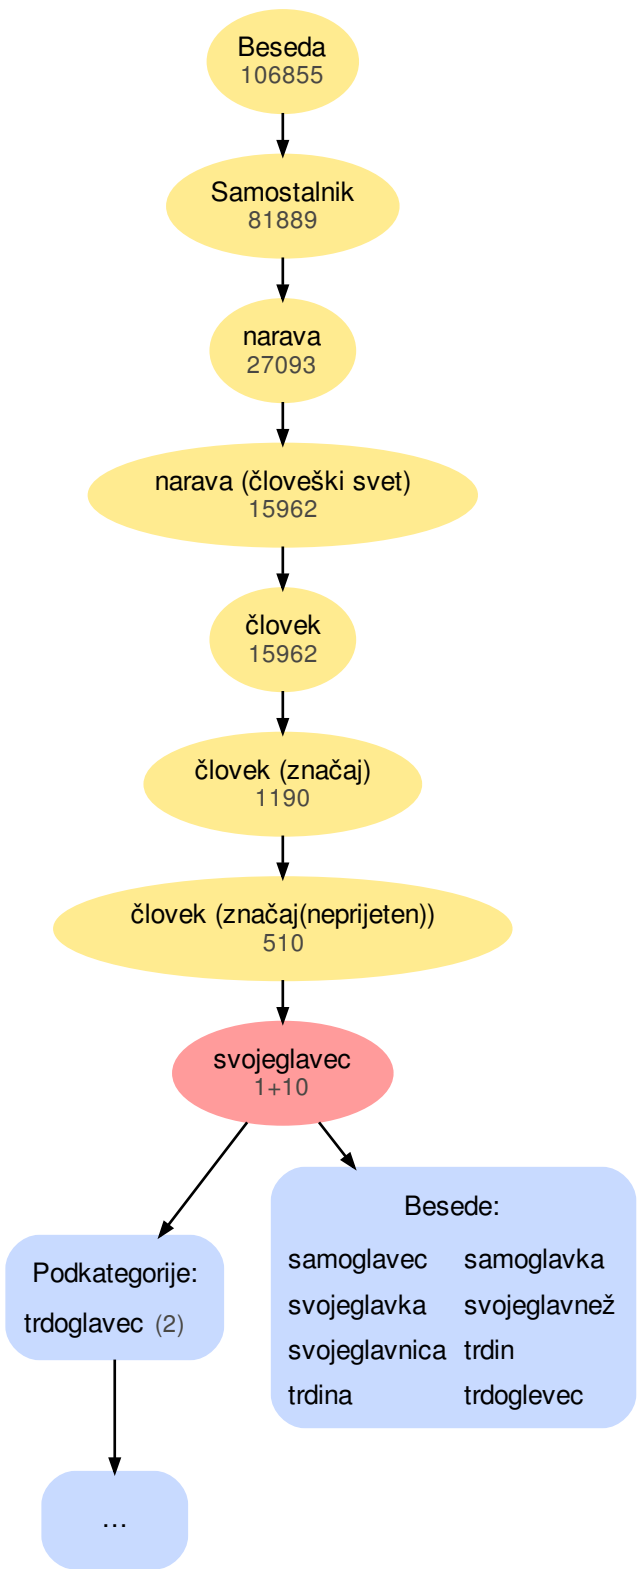 Beseda
106855
Samostalnik
81889
narava
27093
narava (človeški svet)
15962
človek
15962
človek (značaj)
1190
človek (značaj(neprijeten))
510
svojeglavec
1+10
Podkategorije:
trdoglavec (2)
...
Besede:
samoglavec samoglavka
svojeglavka svojeglavnež
svojeglavnica trdin
trdina trdoglevec